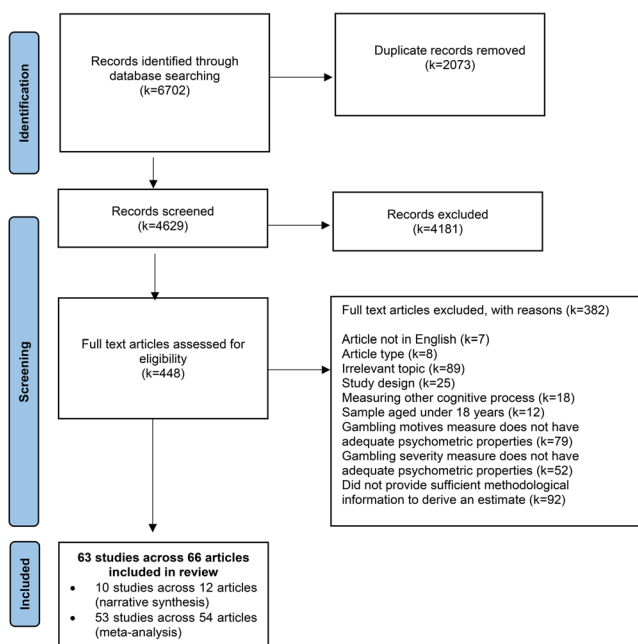 Identification
Records identified through
database searching
(k=6702)
Duplicate records removed
(k=2073)
Screening
Records screened
(k=4629)
Records excluded
(k=4181)
Full text articles assessed for
eligibility
(k=448)
Full text articles excluded, with reasons (k=382)
Article not in English (k=7)
Article type (k=8)
Irrelevant topic (k=89)
Study design (k=25)
Measuring other cognitive process (k=18)
Sample aged under 18 years (k=12)
Gambling motives measure does not have
adequate psychometric properties (k=79)
Gambling severity measure does not have
adequate psychometric properties (k=52)
Did not provide sufficient methodological
information to derive an estimate (k=92)
Included
63 studies across 66 articles
included in review
• 10 studies across 12 articles
(narrative synthesis)
• 53 studies across 54 articles
(meta-analysis)